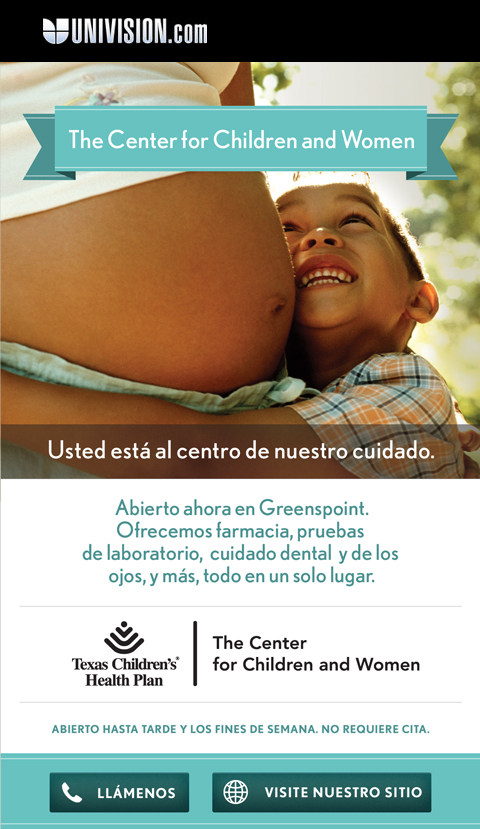 UNIVISION.com
The Center for Children and Women
Usted está al centro de nuestro cuidado.
Abierto ahora en Greenspoint.
Ofrecemos farmacia, pruebas
de laboratorio, cuidado dental y de los
ojos, y más, todo en un solo lugar.
Texas Children's®
Health Plan
The Center
for Children and Women
ABIERTO HASTA TARDE Y LOS FINES DE SEMANA. NO REQUIERE CITA.
LLÁMENOS
VISITE NUESTRO SITIO